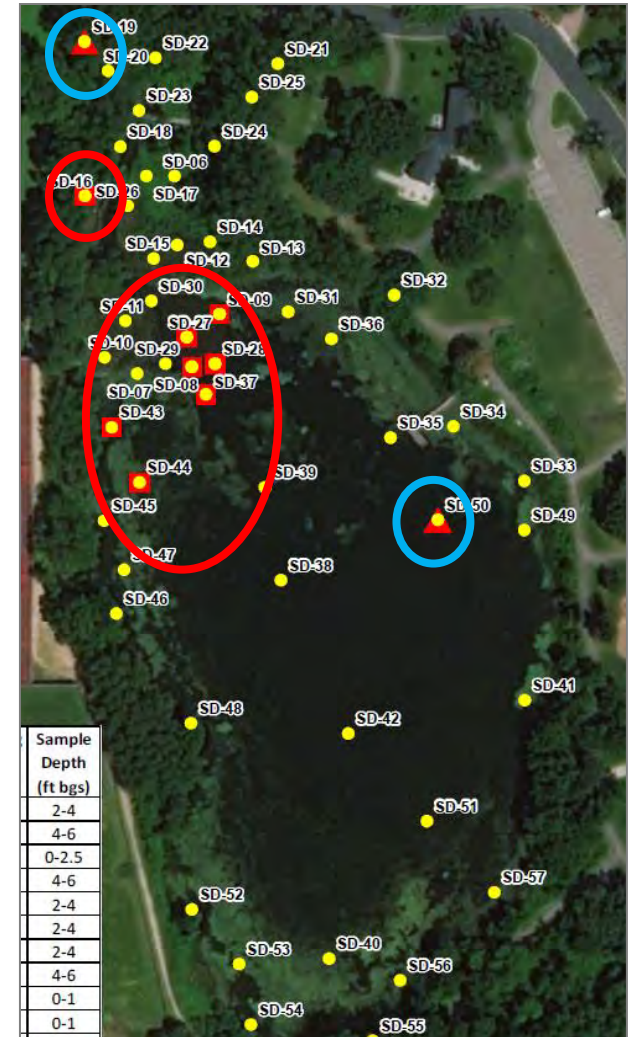 SD-19
SD-20
SD-22
SD-21
SD-25
SD-23
SD-18
SD-24
SD-06
SD-16
SD-26
SD-17
SD-14
SD-15
SD-12
SD-13
SD-32
SD-30
SD-11
SD-09
SD-31
SD-27
SD-36
SD-10
SD-29
SD-28
SD-07
SD-08
SD-37
SD-43
SD-34
SD-35
SD-44
SD-39
SD-33
SD-45
SD-50
SD-49
SD-47
SD-38
SD-46
SD-41
SD-48
SD-42
SD-51
SD-57
SD-52
SD-53
SD-40
SD-56
SD-54
SD-55
Sample
Depth
(ft bgs)
2-4
4-6
0-2.5
4-6
2-4
2-4
2-4
4-6
0-1
0-1